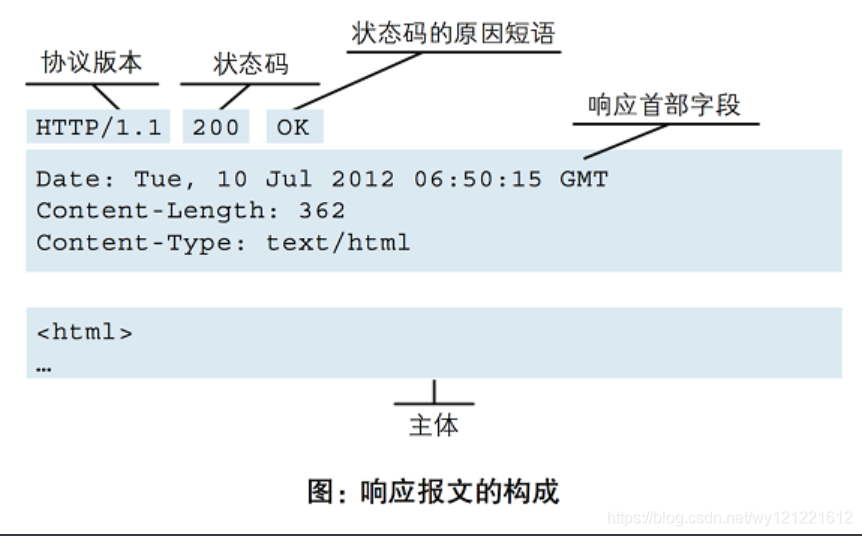 状态码的原因短语
协议版本 状态码
响应首部字段
HTTP/1.1 200 OK
Date: Tue, 10 Jul 2012 06:50:15 GMT
Content-Length: 362
Content-Type: text/html
<html>
…
主体
图：响应报文的构成
https://blog.csdn.net/wy121221612